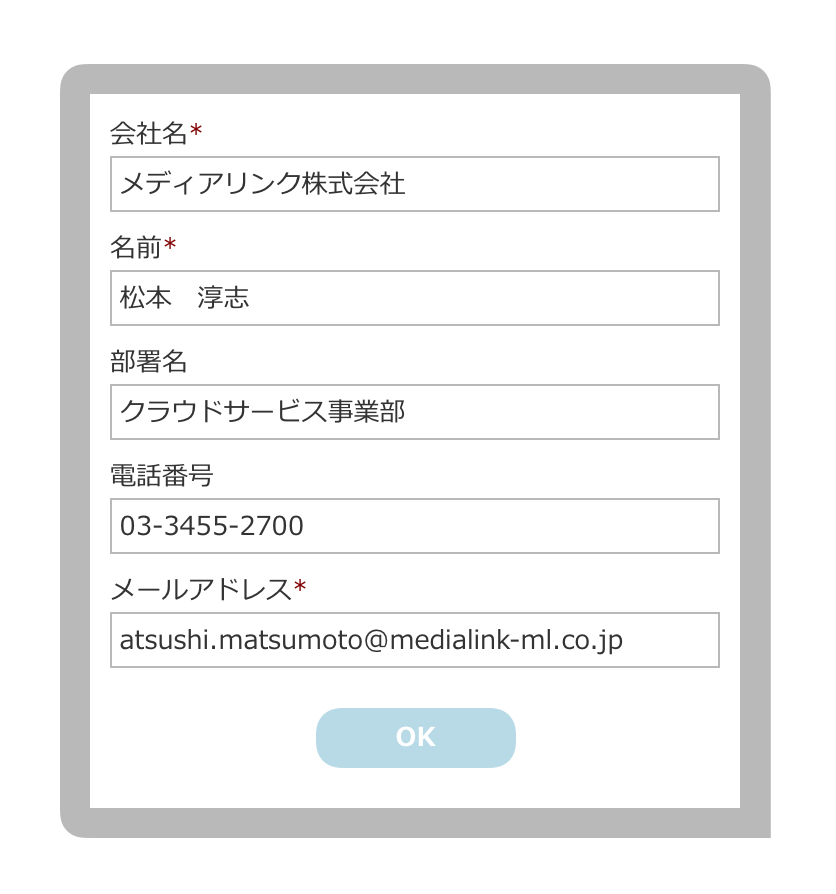 会社名*
メディアリンク株式会社
名前*
松本　淳志
部署名
クラウドサービス事業部
電話番号
03-3455-2700
メールアドレス*
atsushi.matsumoto@medialink-ml.co.jp
OK